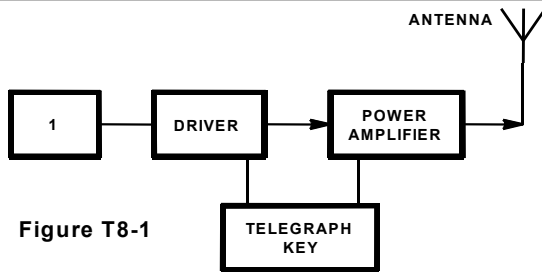 ANTENNA
1
DRIVER
POWER
AMPLIFIER
TELEGRAPH
KEY
Figure T8-1